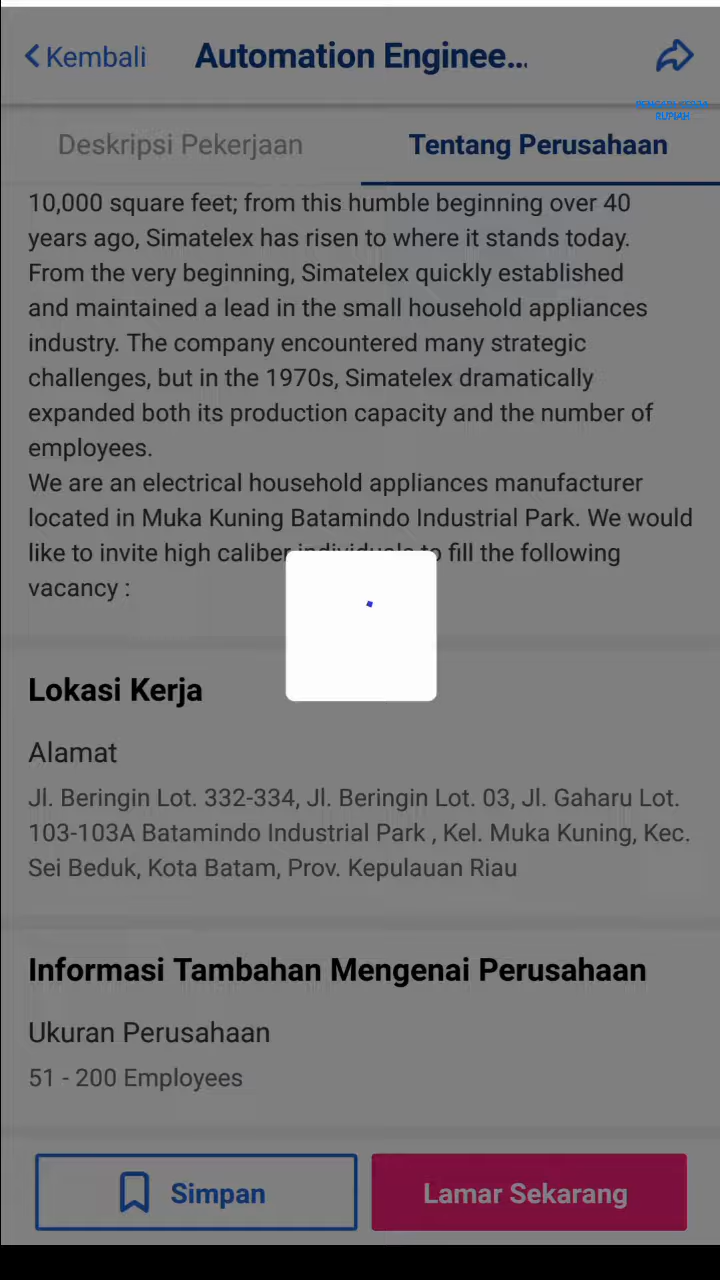 Kembali
Automation Enginee...
PENCARI KERJA
RUPIAH
Deskripsi Pekerjaan
Tentang Perusahaan
10,000 square feet; from this humble beginning over 40
years ago, Simatelex has risen to where it stands today.
From the very beginning, Simatelex quickly established
and maintained a lead in the small household appliances
industry. The company encountered many strategic
challenges, but in the 1970s, Simatelex dramatically
expanded both its production capacity and the number of
employees.
We are an electrical household appliances manufacturer
located in Muka Kuning Batamindo Industrial Park. We would
like to invite high caliber individuals to fill the following
vacancy :
Lokasi Kerja
Alamat
Jl. Beringin Lot. 332-334, Jl. Beringin Lot. 03, Jl. Gaharu Lot.
103-103A Batamindo Industrial Park , Kel. Muka Kuning, Kec.
Sei Beduk, Kota Batam, Prov. Kepulauan Riau
Informasi Tambahan Mengenai Perusahaan
Ukuran Perusahaan
51 - 200 Employees
Simpan
Lamar Sekarang